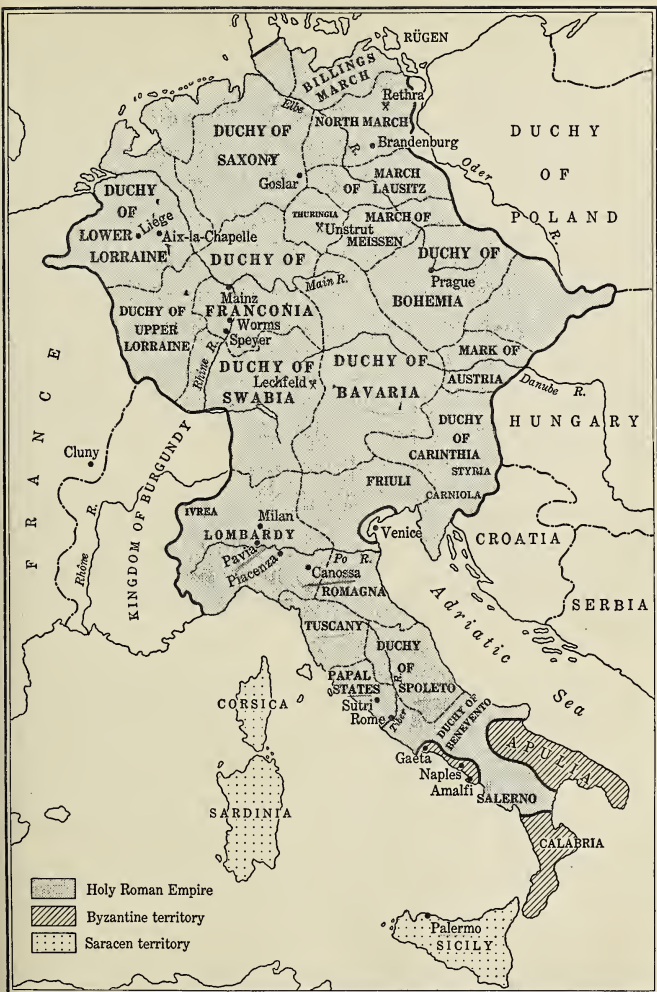 RÜGEN
BILLINGS
MARCH
Elbe
Rethra
NORTH MARCH
R.
Brandenburg
DUCHY OF
SAXONY
DUCHY
OF
POLAND
Oder
R.
Goslar
MARCH
OF LAUSITZ
DUCHY
OF
LOWER
LORRAINE
Liége
Aix-la-Chapelle
THURINGIA
Unstrut
MARCH OF
MEISSEN
DUCHY OF
FRANCONIA
DUCHY OF
BOHEMIA
Prague
Main R.
Mainz
Worms
Speyer
DUCHY OF
UPPER
LORRAINE
Rhine R.
DUCHY OF
SWABIA
Lechfeld
DUCHY OF
BAVARIA
MARK OF
AUSTRIA
Danube R.
HUNGARY
DUCHY
OF
CARINTHIA
STYRIA
CARNIOLA
FRIULI
FRANCE
Cluny
KINGDOM OF BURGUNDY
Rhône R.
IVREA
Milan
LOMBARDY
Pavia
Piacenza
Venice
Po R.
Canossa
ROMAGNA
CROATIA
SERBIA
Adriatic
Sea
TUSCANY
DUCHY
OF
SPOLETO
PAPAL
STATES
Sutri
Rome
Tiber
R.
DUCHY OF
BENEVENTO
CORSICA
SARDINIA
Gaeta
Naples
Amalfi
SALERNO
APULIA
CALABRIA
Palermo
SICILY
Holy Roman Empire
Byzantine territory
Saracen territory